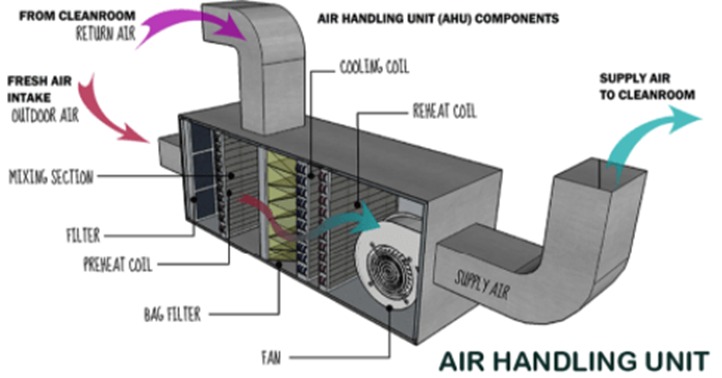 FROM CLEANROOM
RETURN AIR
AIR HANDLING UNIT (AHU) COMPONENTS
COOLING COIL
FRESH AIR
INTAKE
OUTDOOR AIR
SUPPLY AIR
TO CLEANROOM
REHEAT COIL
MIXING SECTION
FILTER
PREHEAT COIL
SUPPLY AIR
BAG FILTER
FAN
AIR HANDLING UNIT